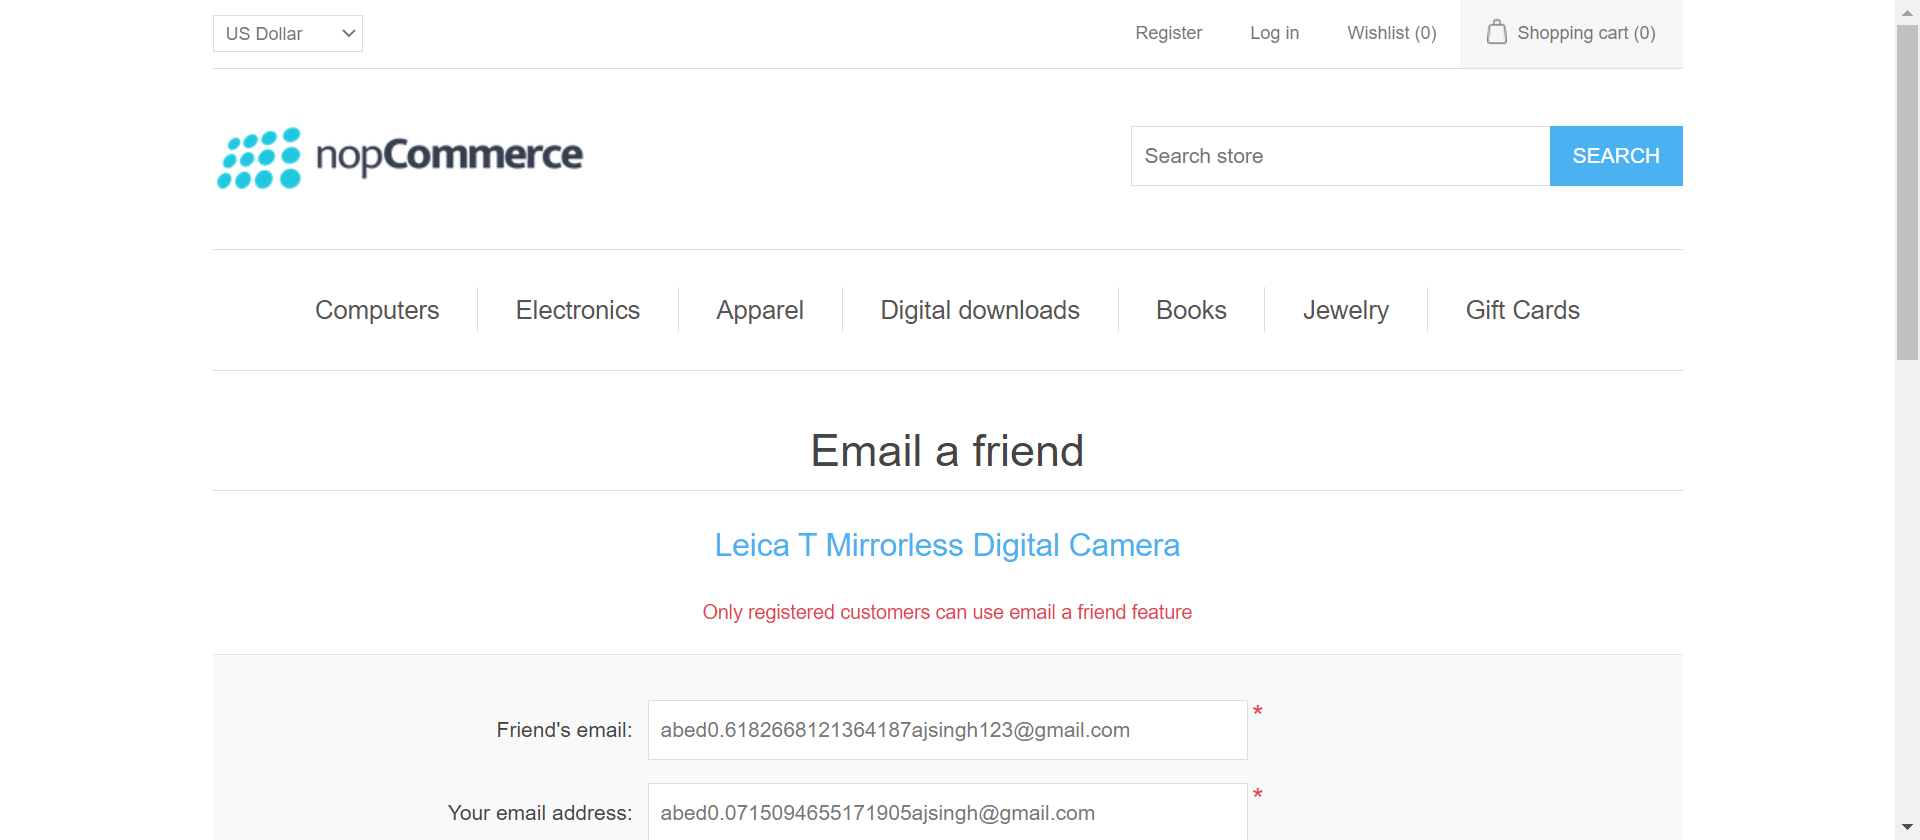 US Dollar
Register
Log in
Wishlist (0)
Shopping cart (0)
nopCommerce
Search store
SEARCH
Computers
Electronics
Apparel
Digital downloads
Books
Jewelry
Gift Cards
Email a friend
Leica T Mirrorless Digital Camera
Only registered customers can use email a friend feature
Friend's email:
abed0.6182668121364187ajsingh123@gmail.com
*
Your email address:
abed0.0715094655171905ajsingh@gmail.com
*